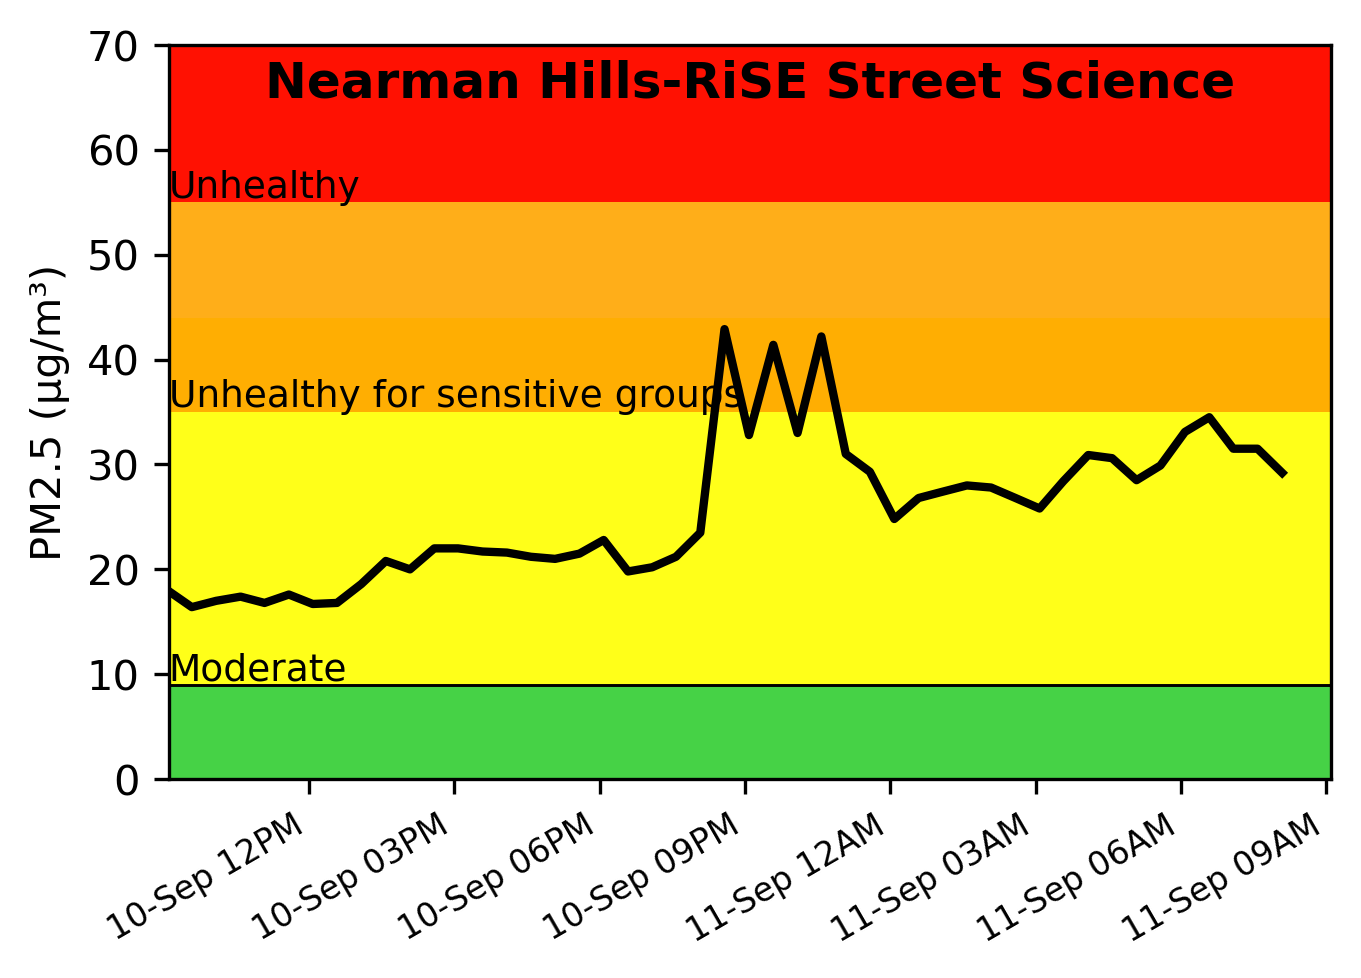 Nearman Hills-RiSE Street Science
PM2.5 (µg/m³)
70
60
50
40
30
20
10
0
Unhealthy
Unhealthy for sensitive groups
Moderate
10-Sep 12PM
10-Sep 03PM
10-Sep 06PM
10-Sep 09PM
11-Sep 12AM
11-Sep 03AM
11-Sep 06AM
11-Sep 09AM